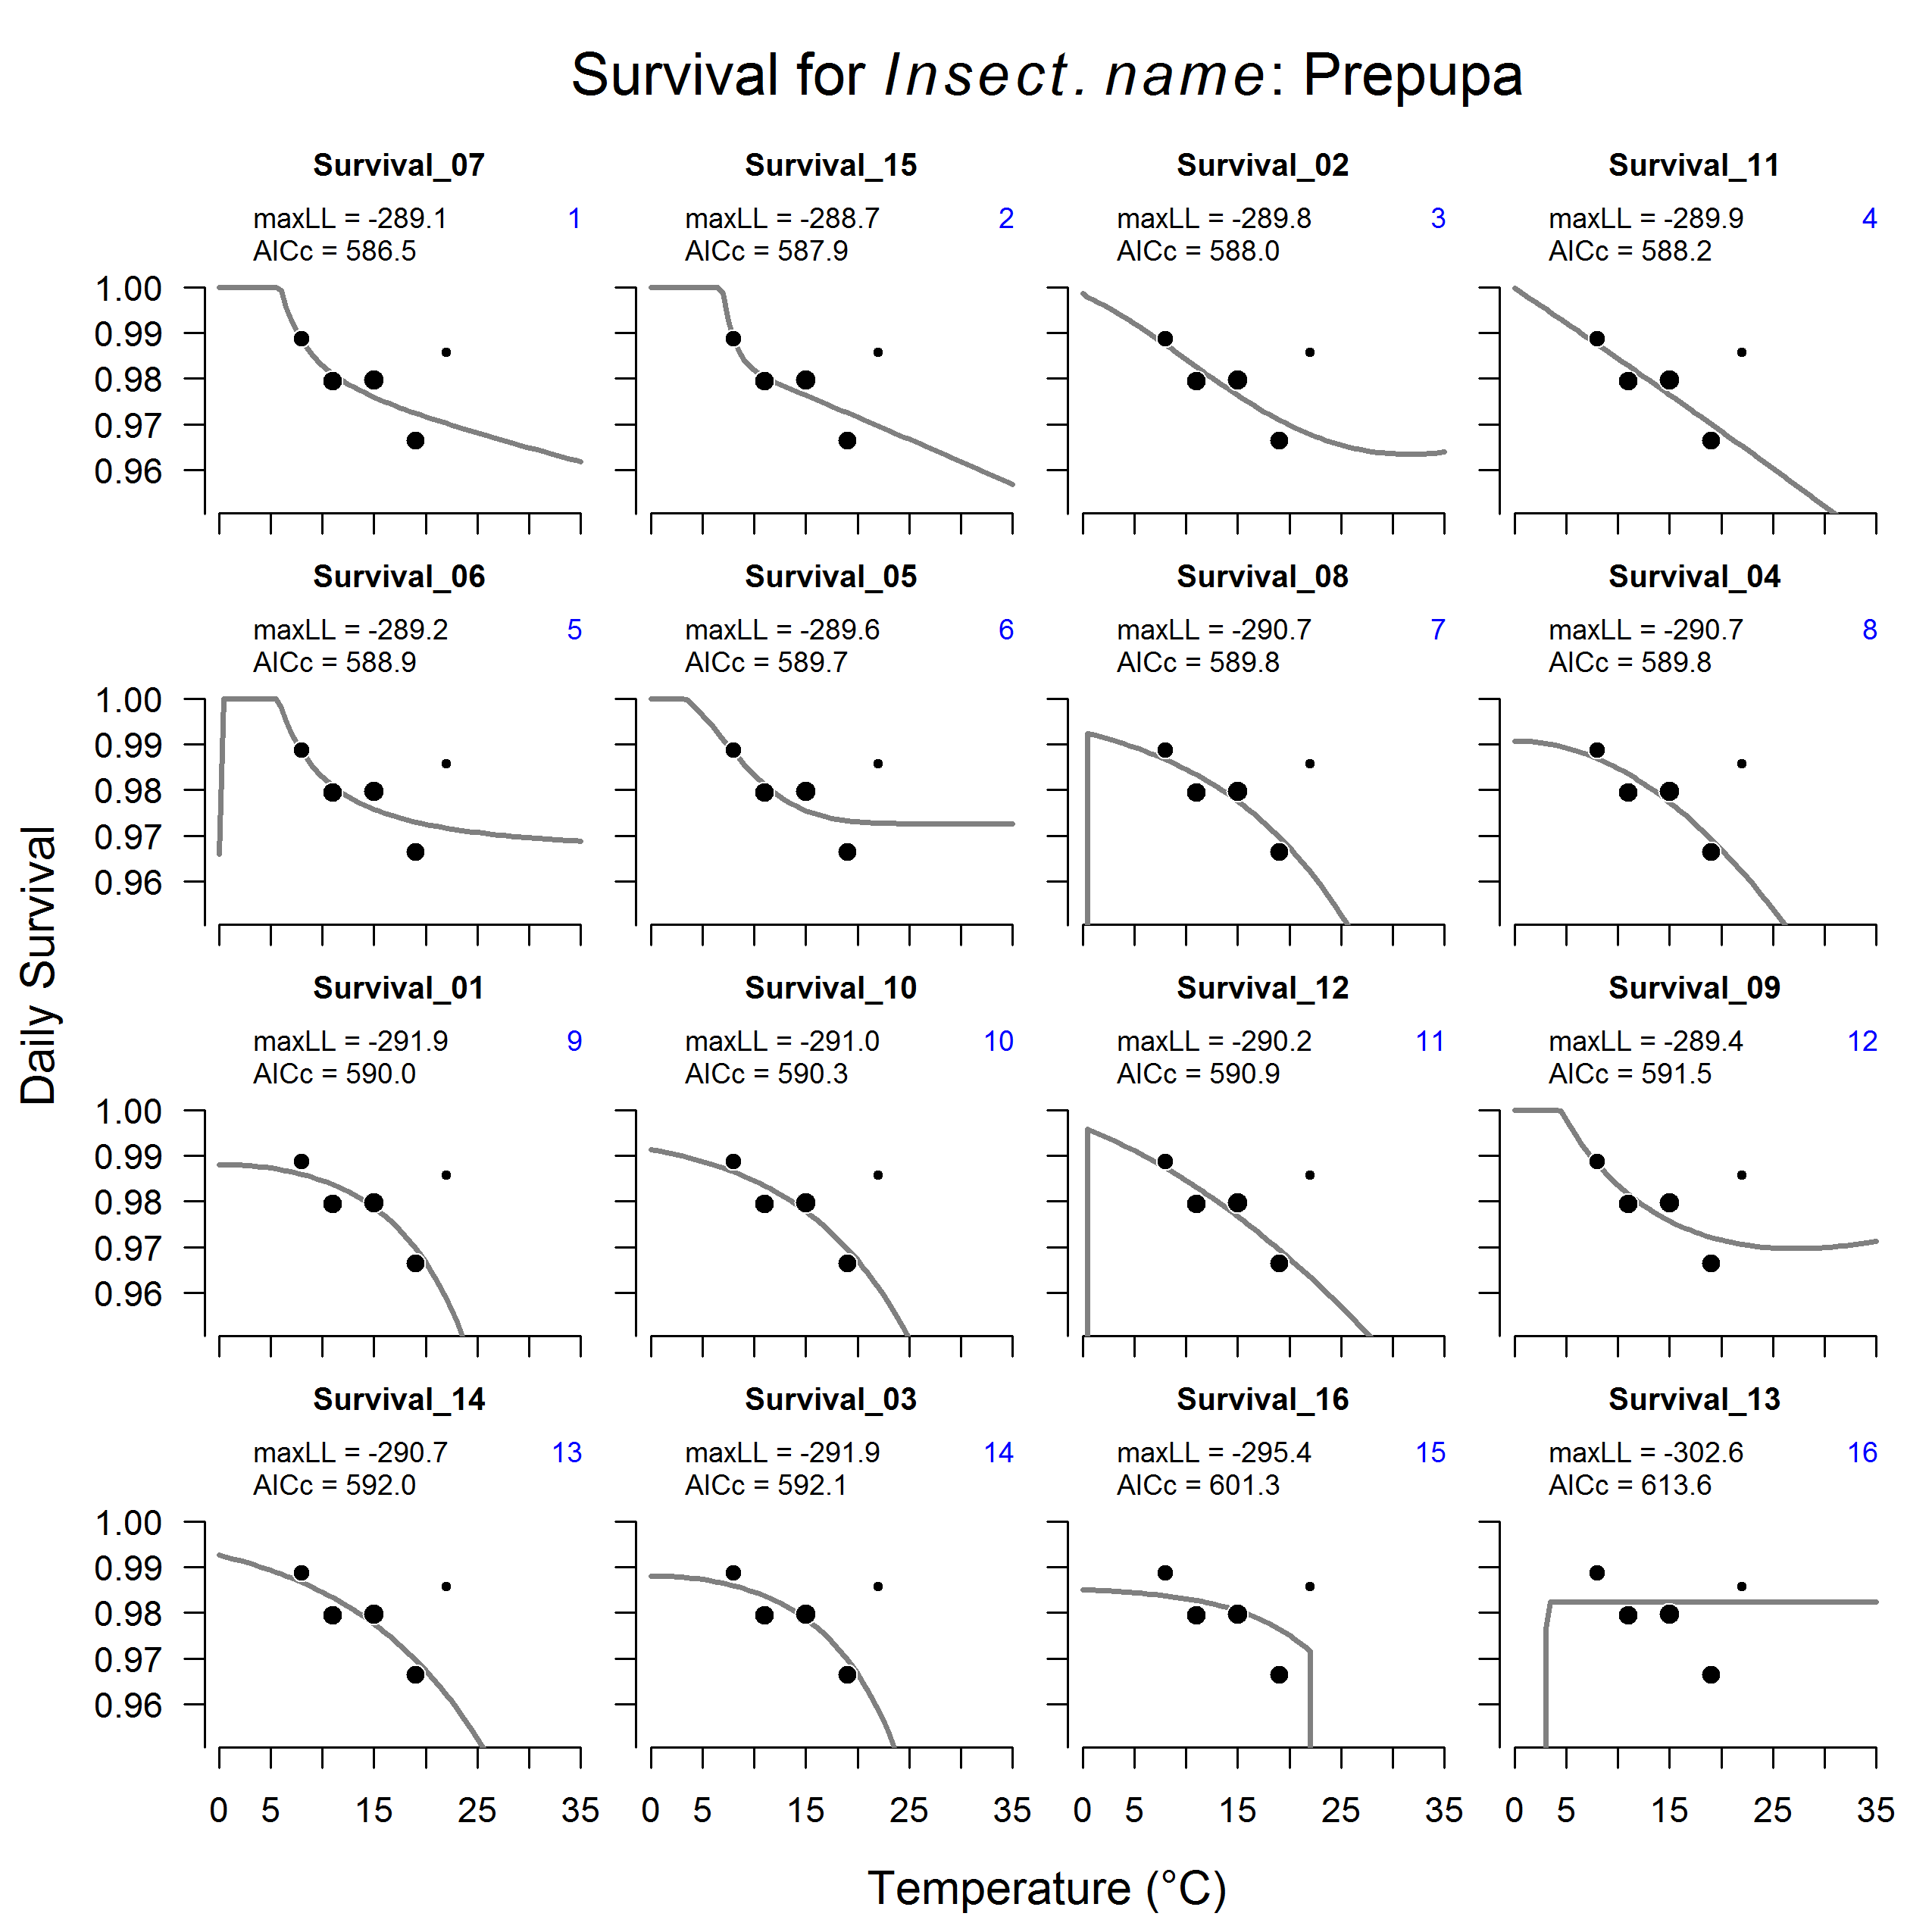 Survival for Insect. name: Prepupa
Survival_07
maxLL = -289.1 1
AICc = 586.5
Survival_15
maxLL = -288.7 2
AICc = 587.9
Survival_02
maxLL = -289.8 3
AICc = 588.0
Survival_11
maxLL = -289.9 4
AICc = 588.2
1.00
0.99
0.98
0.97
0.96
Survival_06
maxLL = -289.2 5
AICc = 588.9
Survival_05
maxLL = -289.6 6
AICc = 589.7
Survival_08
maxLL = -290.7 7
AICc = 589.8
Survival_04
maxLL = -290.7 8
AICc = 589.8
1.00
0.99
0.98
0.97
0.96
Daily Survival
Survival_01
maxLL = -291.9 9
AICc = 590.0
Survival_10
maxLL = -291.0 10
AICc = 590.3
Survival_12
maxLL = -290.2 11
AICc = 590.9
Survival_09
maxLL = -289.4 12
AICc = 591.5
1.00
0.99
0.98
0.97
0.96
Survival_14
maxLL = -290.7 13
AICc = 592.0
Survival_03
maxLL = -291.9 14
AICc = 592.1
Survival_16
maxLL = -295.4 15
AICc = 601.3
Survival_13
maxLL = -302.6 16
AICc = 613.6
1.00
0.99
0.98
0.97
0.96
0 5 15 25 35
0 5 15 25 35
0 5 15 25 35
0 5 15 25 35
Temperature (°C)